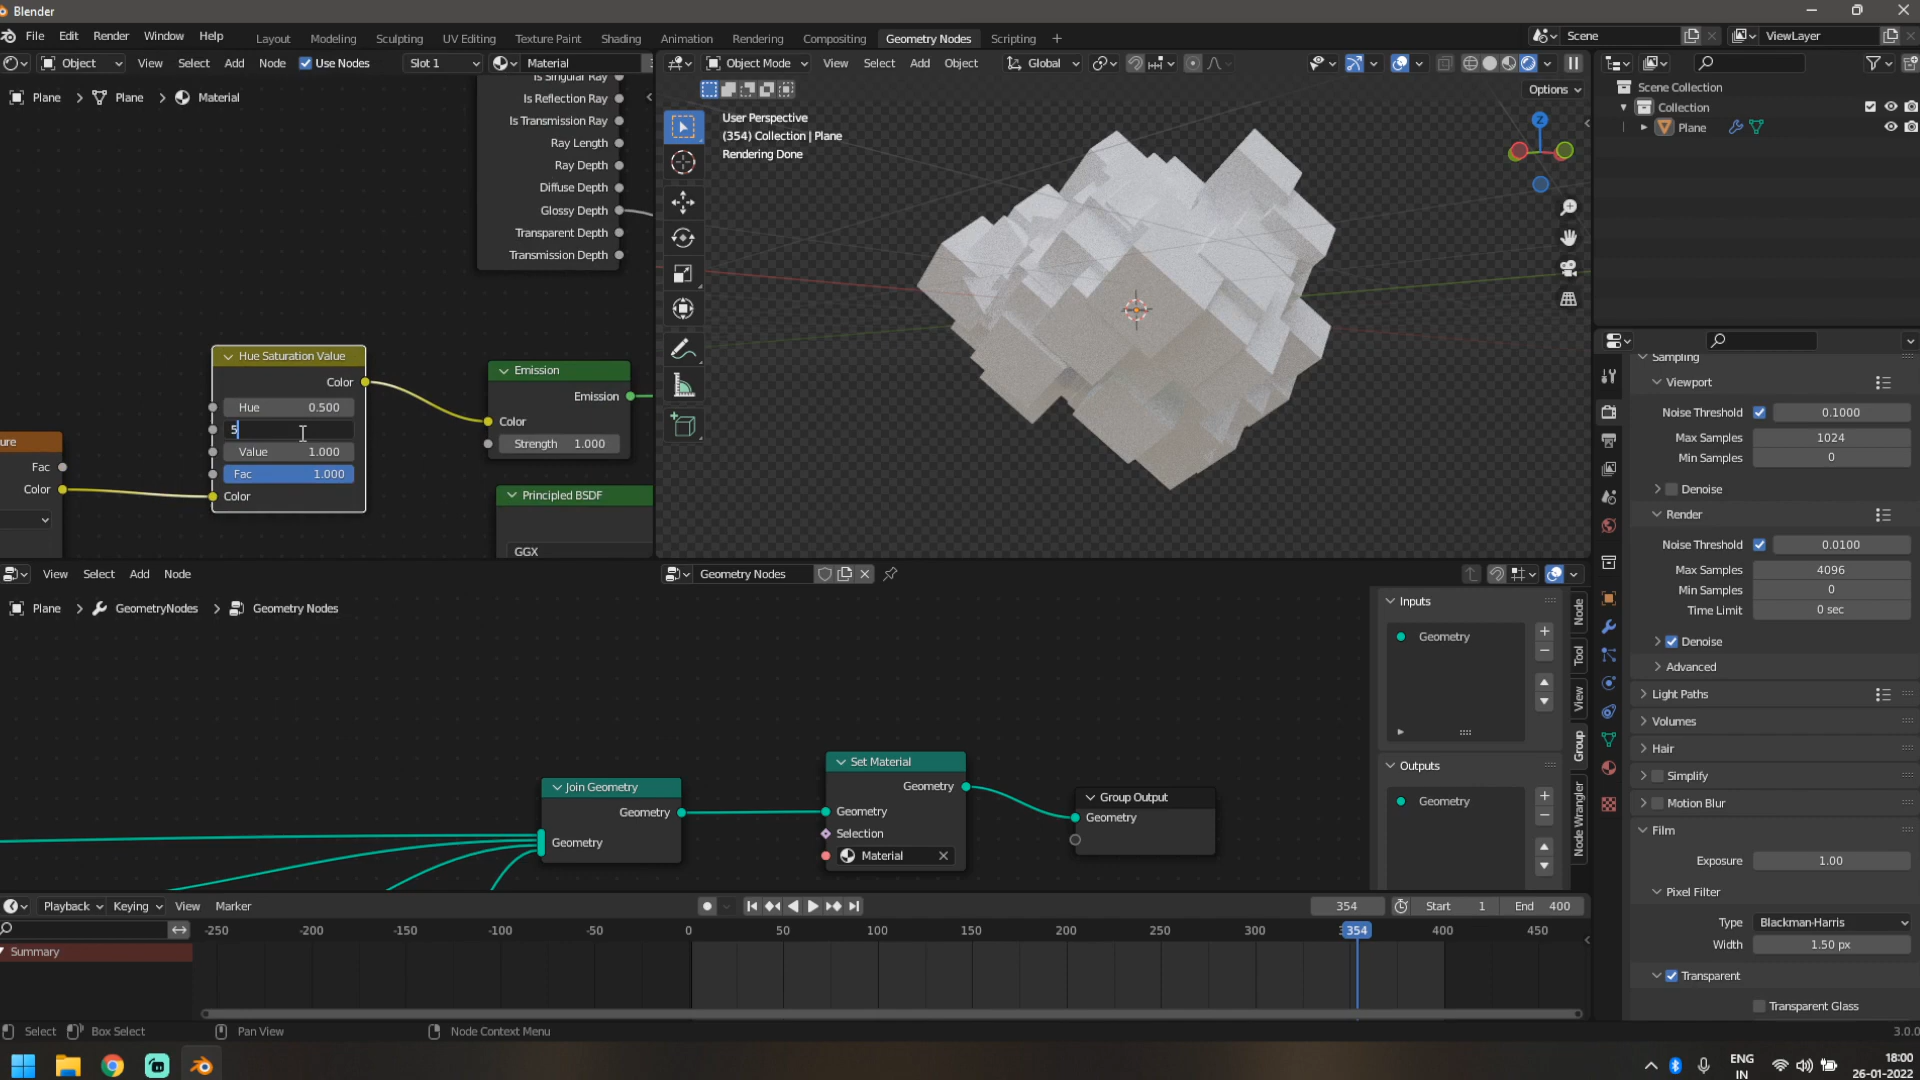 Blender
File Edit Render Window Help
Layout Modeling Sculpting UV Editing Texture Paint Shading Animation Rendering Compositing Geometry Nodes Scripting +
Scene
ViewLayer
Object View Select Add Node Use Nodes Slot 1 Material
Object Mode View Select Add Object Global
Options
Plane > Plane > Material
Is Singular Ray
Is Reflection Ray
Is Transmission Ray
Ray Length
Ray Depth
Diffuse Depth
Glossy Depth
Transparent Depth
Transmission Depth
User Perspective
(354) Collection | Plane
Rendering Done
Z
Scene Collection
Collection
Plane
Hue Saturation Value
Color
Hue 0.500
5
Value 1.000
Fac 1.000
Color
ure
Fac
Color
Emission
Emission
Color
Strength 1.000
Principled BSDF
GGX
Sampling
Viewport
Noise Threshold 0.1000
Max Samples 1024
Min Samples 0
Denoise
Render
Noise Threshold 0.0100
Max Samples 4096
Min Samples 0
Time Limit 0 sec
Denoise
Advanced
Light Paths
Volumes
Hair
Simplify
Motion Blur
Film
Exposure 1.00
Pixel Filter
Type Blackman-Harris
Width 1.50 px
Transparent
Transparent Glass
View Select Add Node
Geometry Nodes
Plane > GeometryNodes > Geometry Nodes
Join Geometry
Geometry
Geometry
Set Material
Geometry
Geometry
Selection
Material
Group Output
Geometry
Inputs
Geometry
Outputs
Geometry
Node
Tool
View
Group
Node Wrangler
Playback Keying View Marker
354 Start 1 End 400
-250 -200 -150 -100 -50 0 50 100 150 200 250 300 354 400 450
Summary
Select Box Select Pan View Node Context Menu
3.0.0
ENG
IN
18:00
26-01-2022